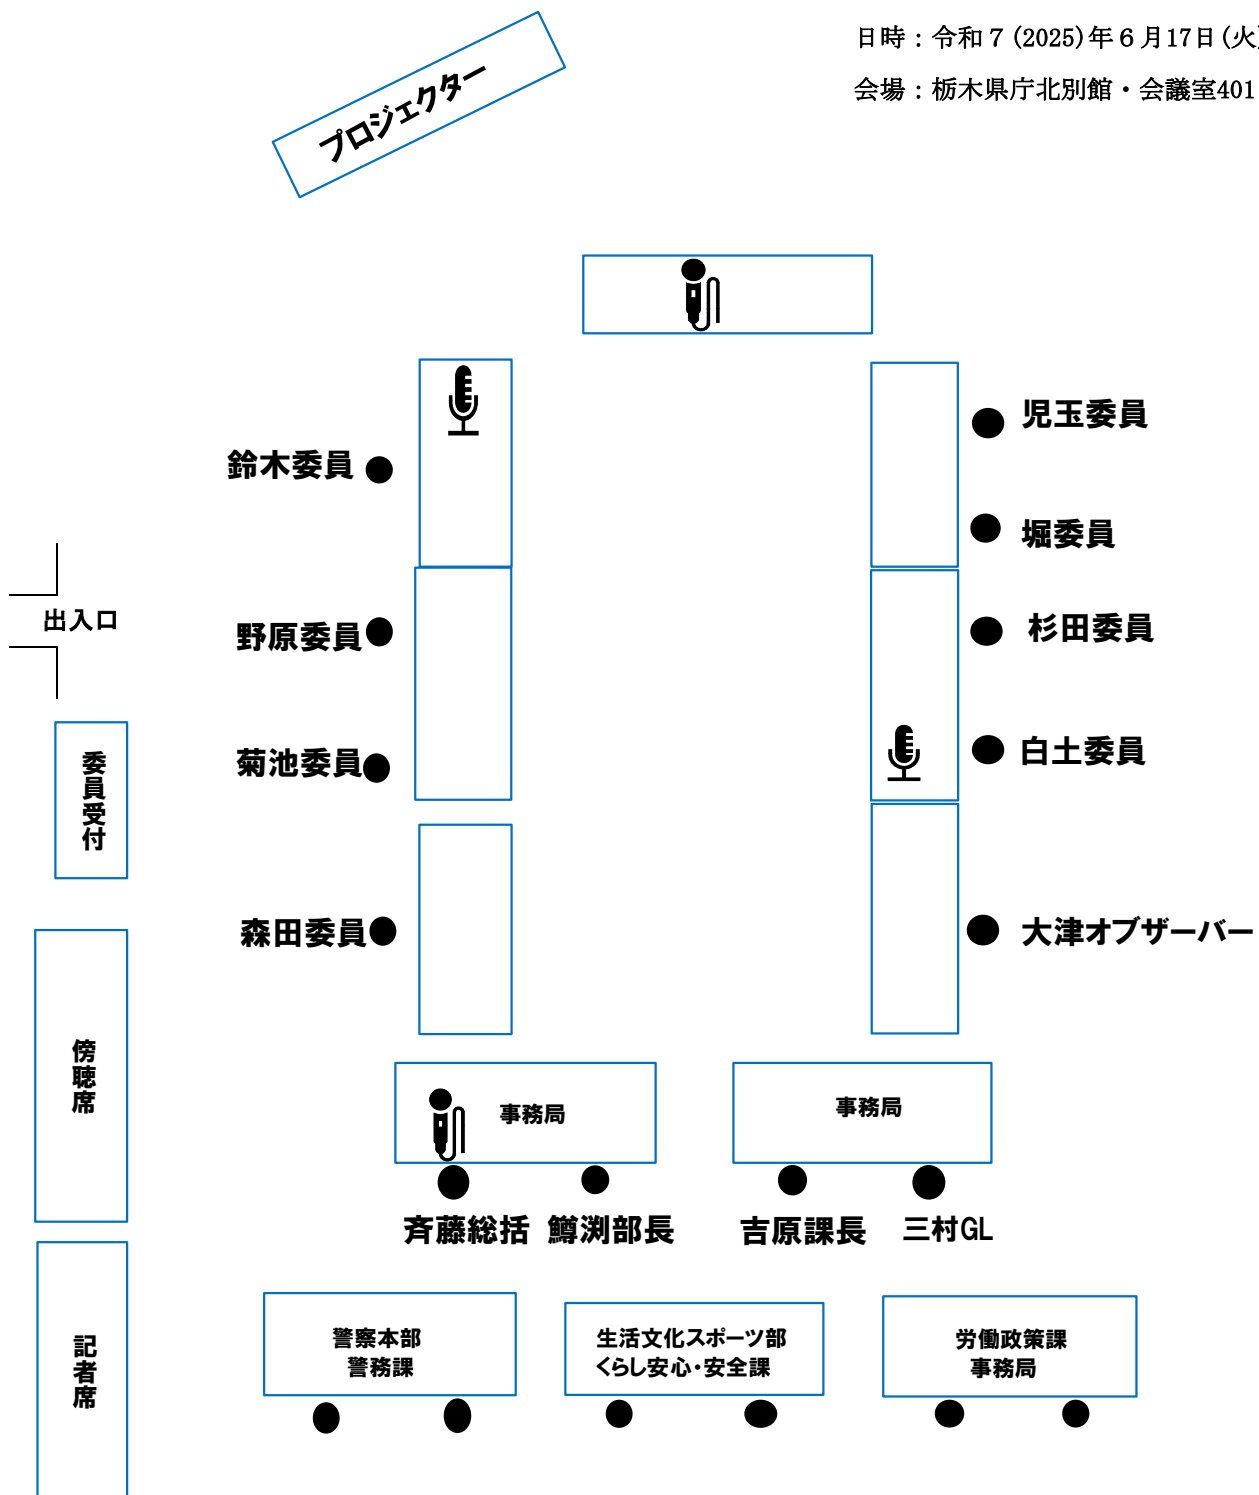 日時：令和７(2025)年６月17日(火)
会場：栃木県庁北別館・会議室401
プロジェクター
児玉委員
鈴木委員
堀委員
出入口
野原委員
杉田委員
菊池委員
白土委員
委員受付
森田委員
大津オブザーバー
傍聴席
事務局
事務局
斉藤総括
鱒渕部長
吉原課長
三村GL
記者席
警察本部
警務課
生活文化スポーツ部
くらし安心・安全課
労働政策課
事務局